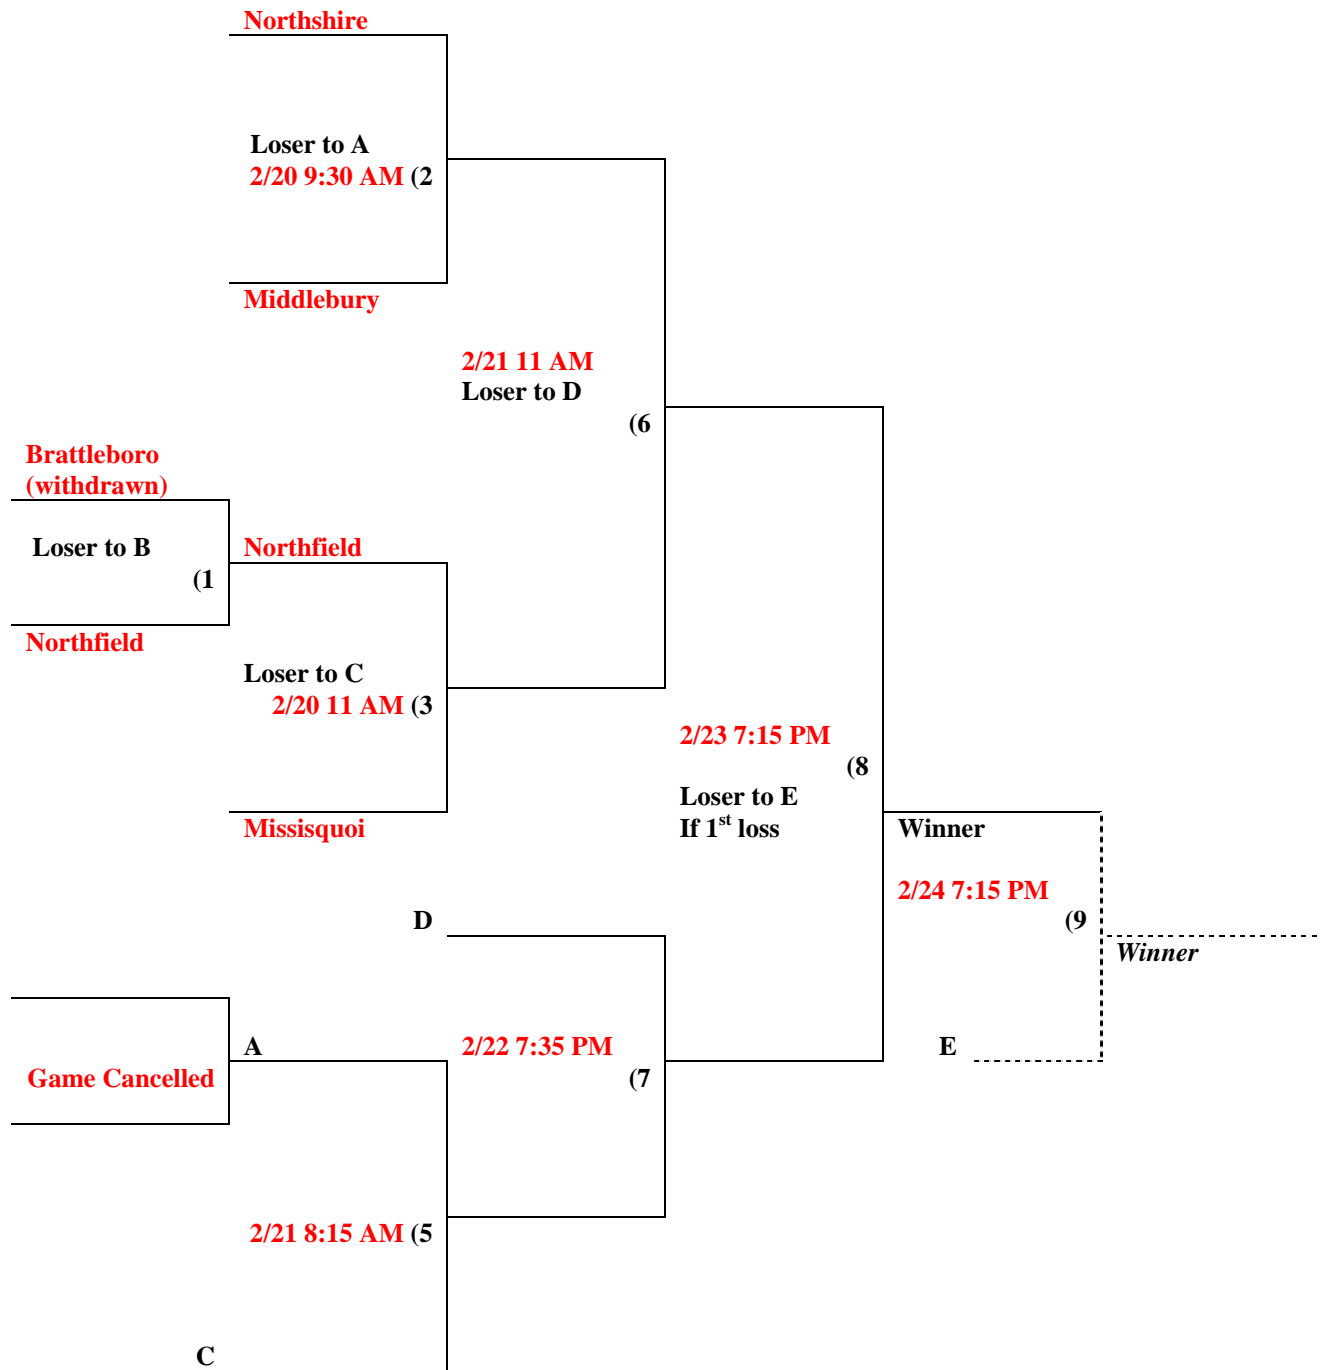 Northshire
Loser to A
2/20 9:30 AM (2
Middlebury
2/21 11 AM
Loser to D
(6
Brattleboro
(withdrawn)
Loser to B
(1
Northfield
Northfield
Loser to C
2/20 11 AM (3
Missisquoi
2/23 7:15 PM
(8
Loser to E
If 1st loss
Winner
2/24 7:15 PM
(9
Winner
D
A
Game Cancelled
2/22 7:35 PM
(7
E
2/21 8:15 AM (5
C